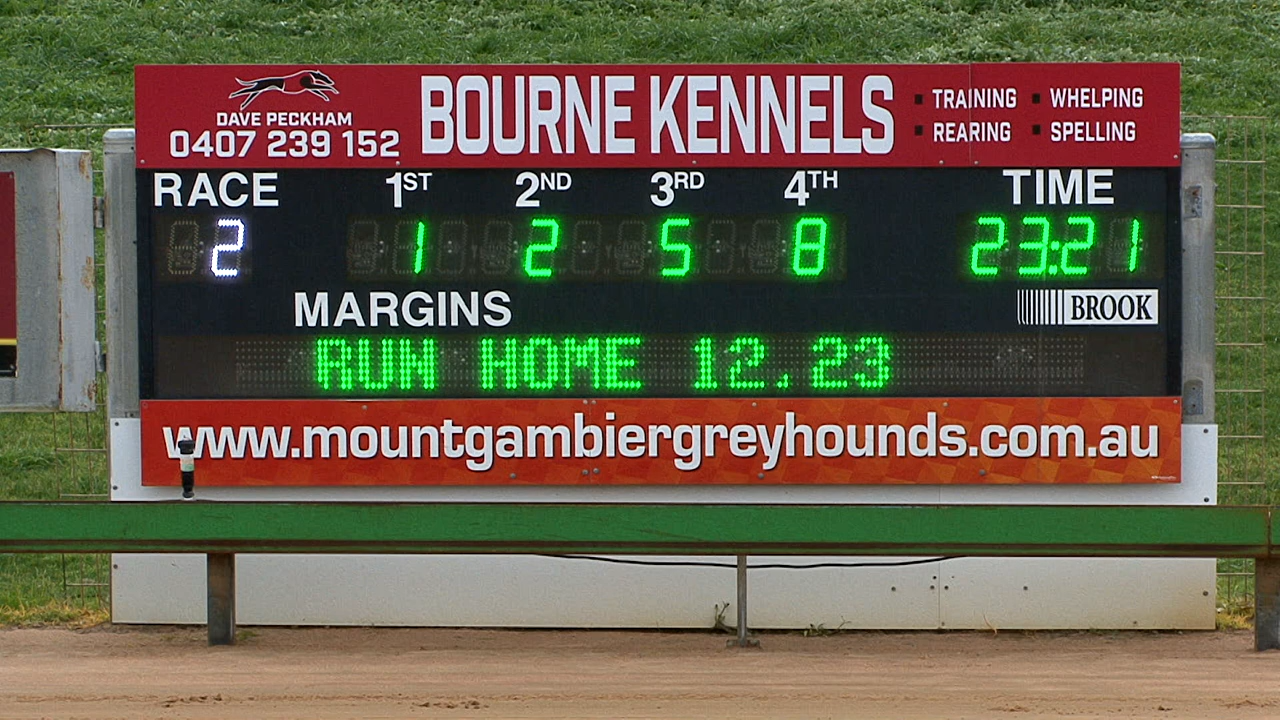 DAVE PECKHAM
0407 239 152
BOURNE KENNELS
▪ TRAINING ▪ WHELPING
▪ REARING ▪ SPELLING
RACE 1ST 2ND 3RD 4TH TIME
2 1 2 5 8 23:21
MARGINS BROOK
RUN HOME 12.23
www.mountgambiergreyhounds.com.au